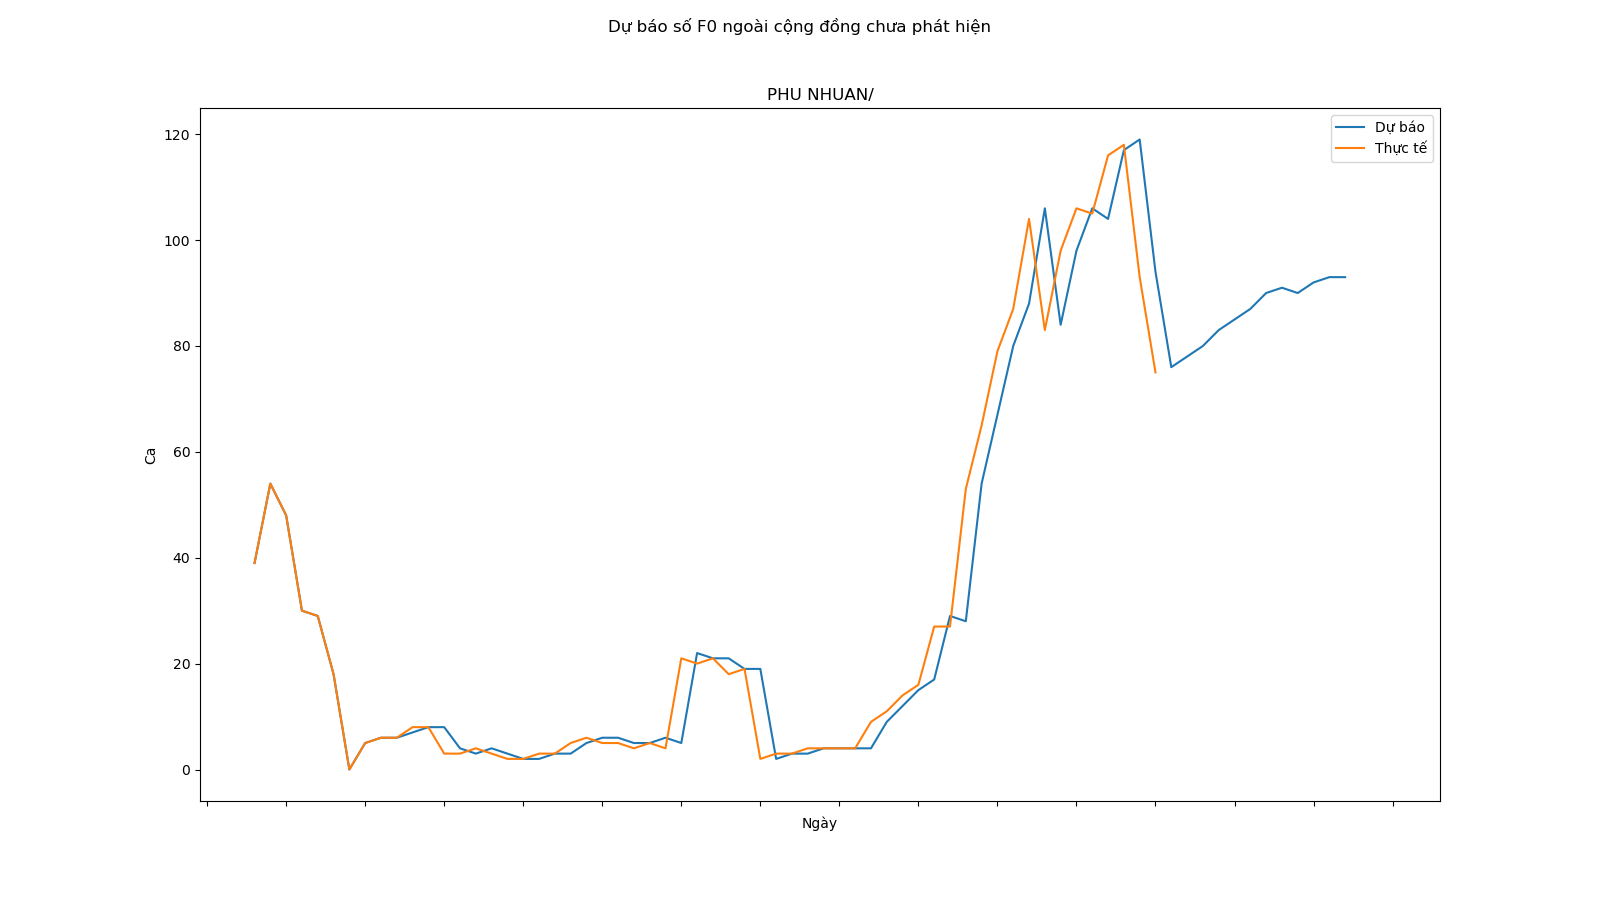 Dự báo số F0 ngoài cộng đồng chưa phát hiện
PHU NHUAN/
Dự báo
Thực tế
120
100
80
60
40
20
0
Ca
Ngày